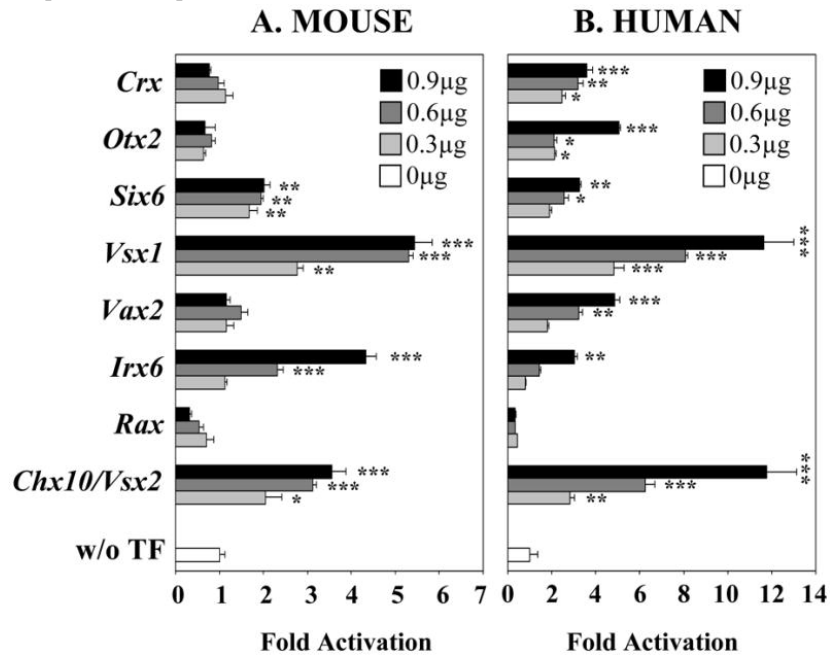 A. MOUSE B. HUMAN
Crx
*** ** *
0.9µg
0.6µg
0.3µg
0µg
0.9µg
0.6µg
0.3µg
0µg
Otx2
***
*
*
Six6
**
**
**
**
*
Vsx1
***
***
**
***
***
***
Vax2
***
**
Irx6
***
***
**
Rax
Chx10/Vsx2
***
***
*
***
***
**
w/o TF
0 1 2 3 4 5 6 7 0 2 4 6 8 10 12 14
Fold Activation Fold Activation